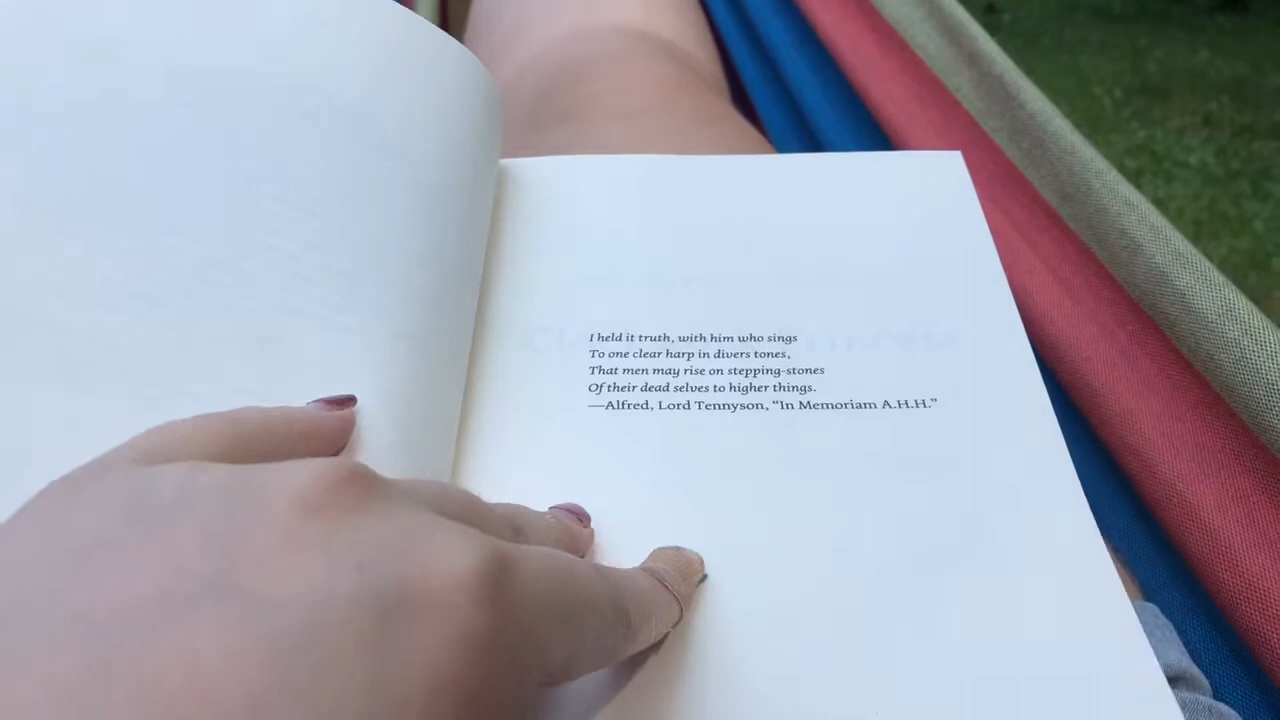 I held it truth, with him who sings
To one clear harp in divers tones,
That men may rise on stepping-stones
Of their dead selves to higher things.
—Alfred, Lord Tennyson, “In Memoriam A.H.H.”